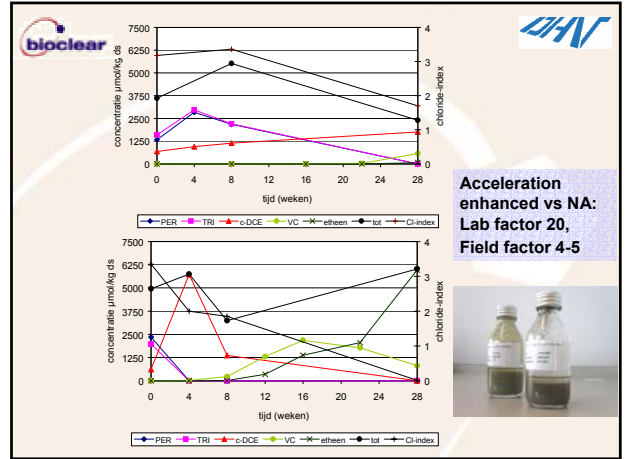 bioclear
DHV
concentratie µmol/kg ds
7500
6250
5000
3750
2500
1250
0
4
3
2
1
0
chloride-index
0 4 8 12 16 20 24 28
tijd (weken)
PER TRI c-DCE VC etheen tot Cl-index
Acceleration
enhanced vs NA:
Lab factor 20,
Field factor 4-5
concentratie µmol/kg ds
7500
6250
5000
3750
2500
1250
0
4
3
2
1
0
chloride-index
0 4 8 12 16 20 24 28
tijd (weken)
PER TRI c-DCE VC etheen tot Cl-index